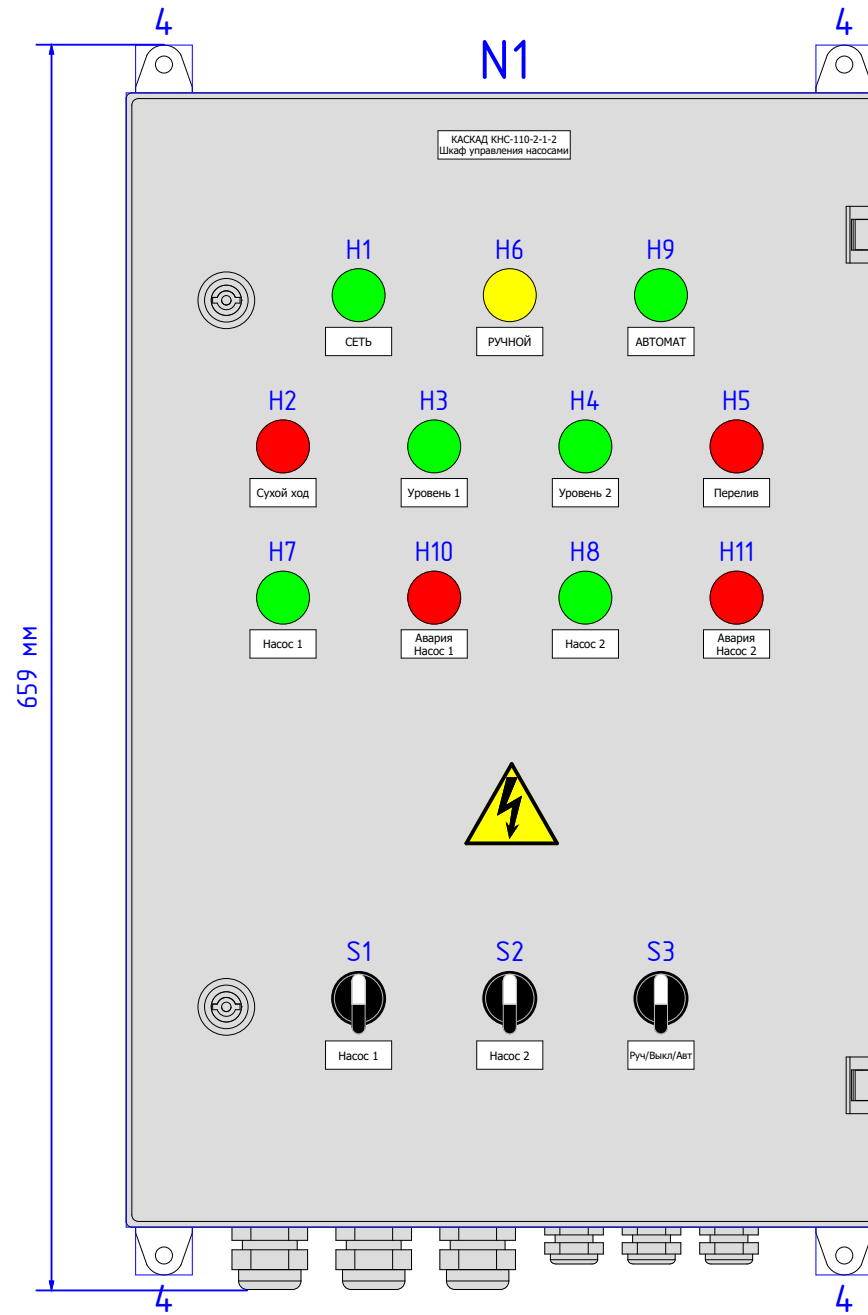 4
4
N1
КАСКАД КНС-110-2-1-2
Шкаф управления насосами
H1
H6
H9
СЕТЬ
РУЧНОЙ
АВТОМАТ
H2
H3
H4
H5
Сухой ход
Уровень 1
Уровень 2
Перелив
H7
H10
H8
H11
Насос 1
Авария
Насос 1
Насос 2
Авария
Насос 2
659 мм
S1
S2
S3
Насос 1
Насос 2
Руч/Выкл/Авт
4
4